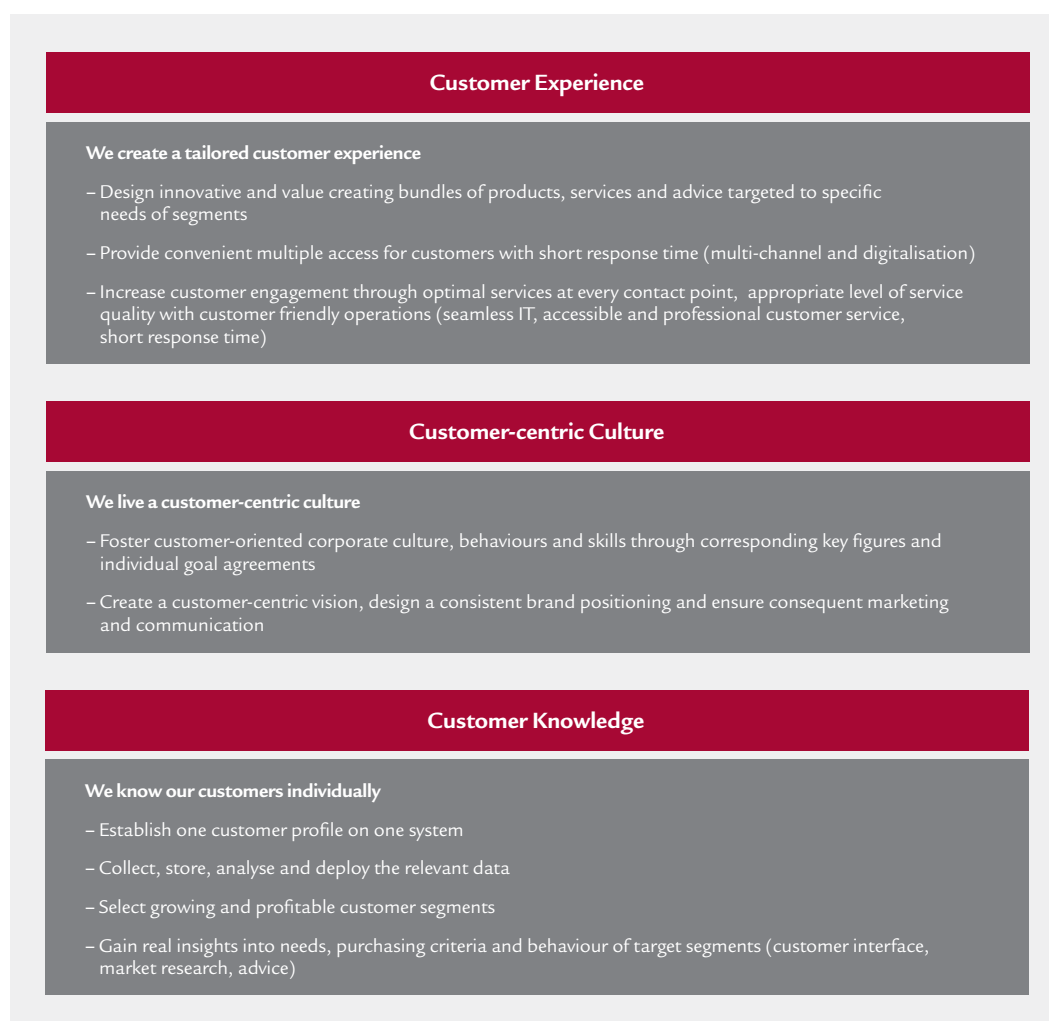 Customer Experience
We create a tailored customer experience
– Design innovative and value creating bundles of products, services and advice targeted to specific
needs of segments
– Provide convenient multiple access for customers with short response time (multi-channel and digitalisation)
– Increase customer engagement through optimal services at every contact point,  appropriate level of service
quality with customer friendly operations (seamless IT, accessible and professional customer service,
short response time)
Customer-centric Culture
We live a customer-centric culture
– Foster customer-oriented corporate culture, behaviours and skills through corresponding key figures and
individual goal agreements
– Create a customer-centric vision, design a consistent brand positioning and ensure consequent marketing
and communication
Customer Knowledge
We know our customers individually
– Establish one customer profile on one system
– Collect, store, analyse and deploy the relevant data
– Select growing and profitable customer segments
– Gain real insights into needs, purchasing criteria and behaviour of target segments (customer interface,
market research, advice)